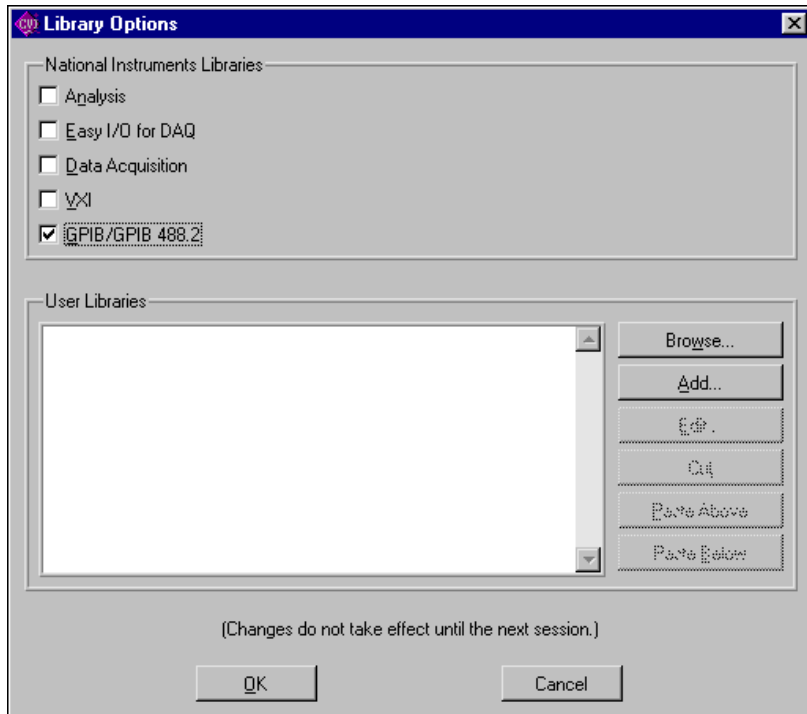 CVI Library Options
National Instruments Libraries
Analysis
Easy I/O for DAQ
Data Acquisition
VXI
GPIB/GPIB 488.2
User Libraries
Browse...
Add...
Edit...
Cut
Paste Above
Paste Below
(Changes do not take effect until the next session.)
OK
Cancel